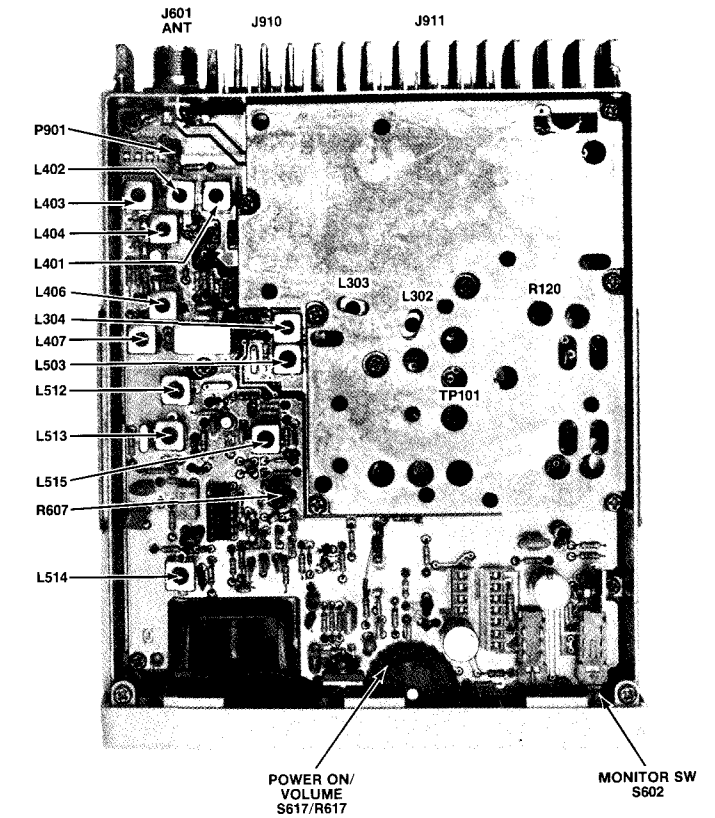 J601
ANT
J910
J911
P901
L402
L403
L404
L401
L406
L304
L407
L503
L512
L513
L515
R607
L514
L303
L302
R120
TP101
POWER ON/
VOLUME
S617/R617
MONITOR SW
S602